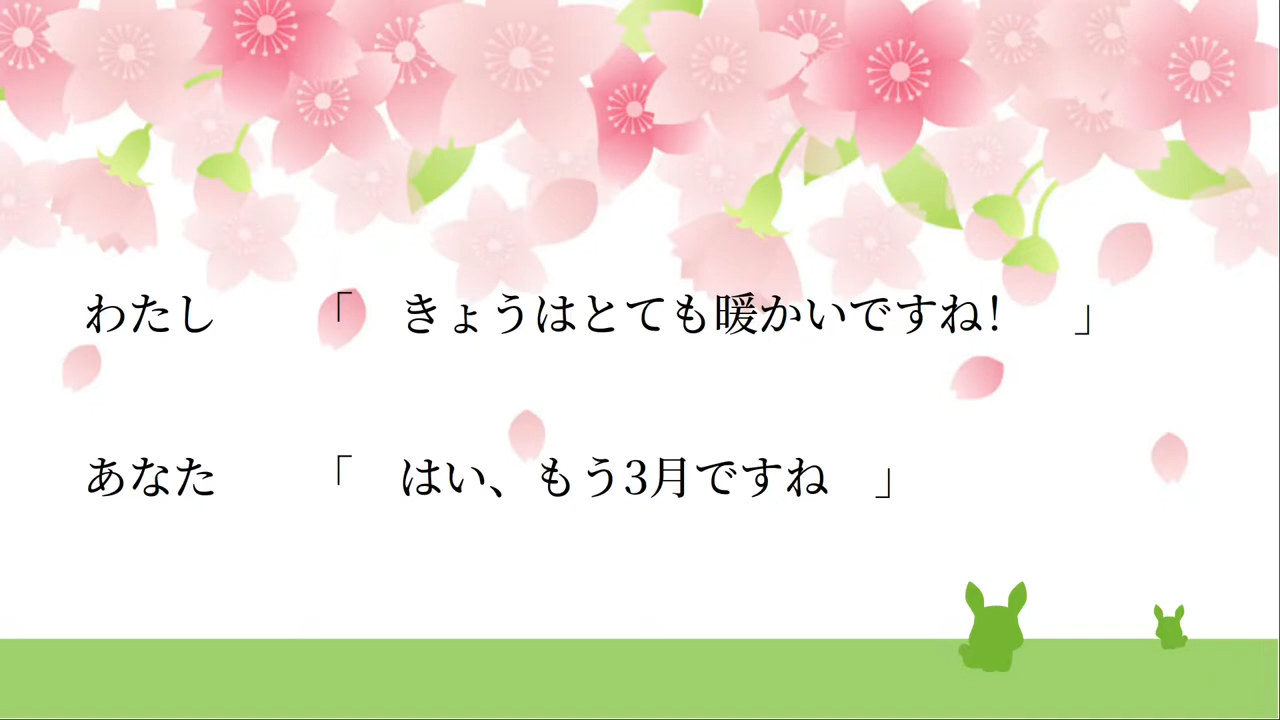 わたし 「 きょうはとても暖かいですね! 」
あなた 「 はい、もう3月ですね 」